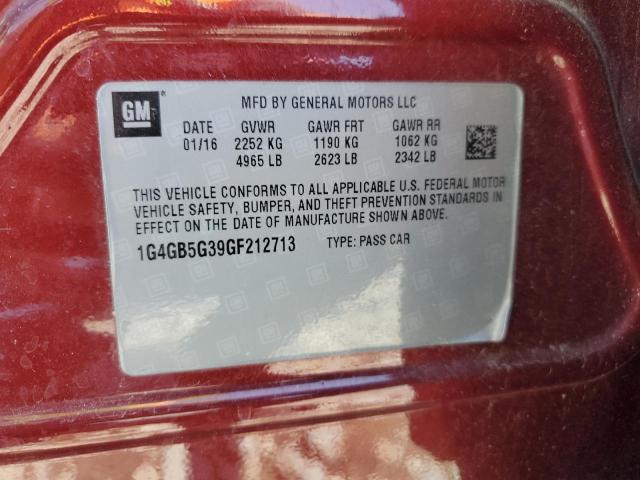 GM
MFD BY GENERAL MOTORS LLC
DATE GVWR GAWR FRT GAWR RR
01/16 2252 KG 1190 KG 1062 KG
4965 LB 2623 LB 2342 LB
THIS VEHICLE CONFORMS TO ALL APPLICABLE U.S. FEDERAL MOTOR
VEHICLE SAFETY, BUMPER, AND THEFT PREVENTION STANDARDS IN
EFFECT ON THE DATE OF MANUFACTURE SHOWN ABOVE.
1G4GB5G39GF212713 TYPE: PASS CAR